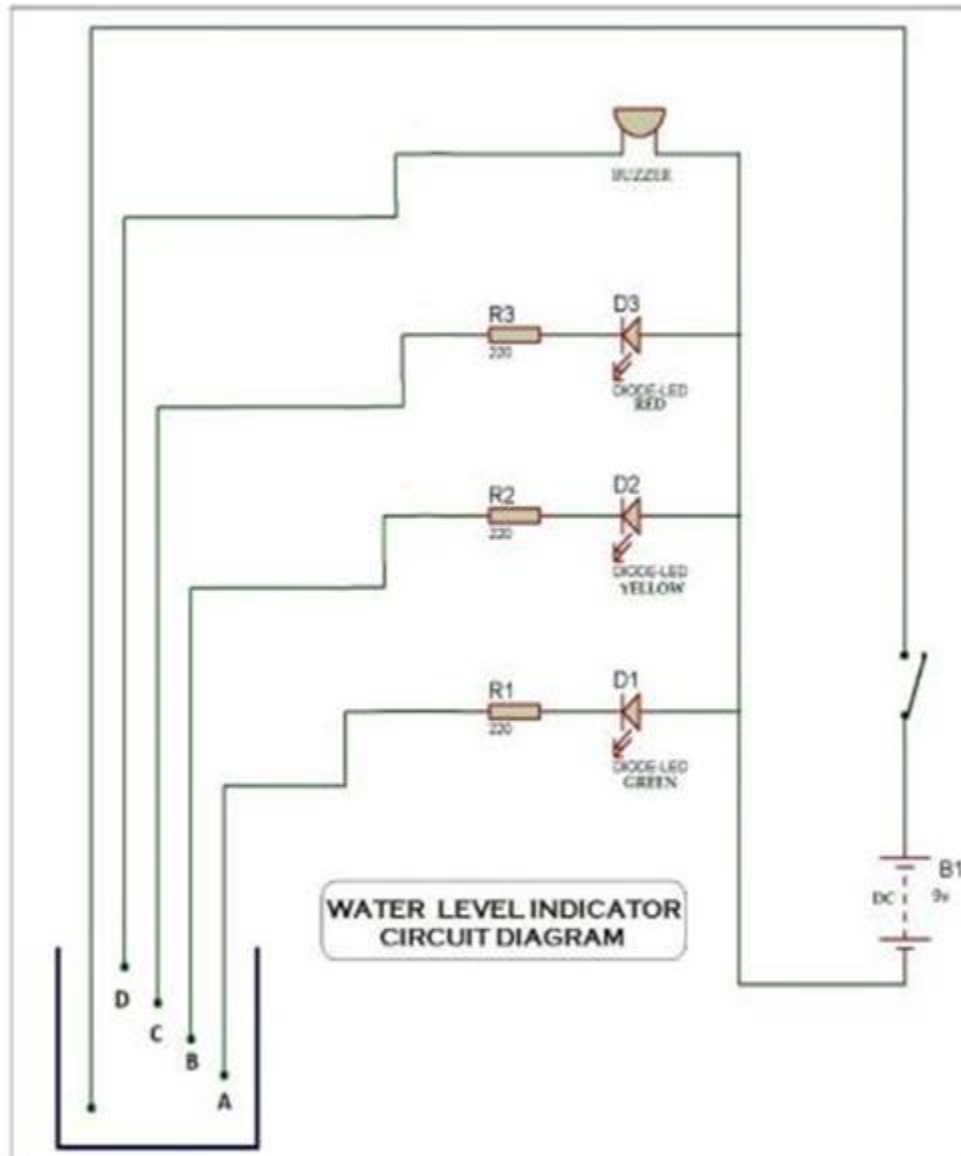 BUZZER
R3
220
D3
DIODE-LED
RED
R2
220
D2
DIODE-LED
YELLOW
R1
220
D1
DIODE-LED
GREEN
B1
DC
9v
WATER LEVEL INDICATOR
CIRCUIT DIAGRAM
D
C
B
A